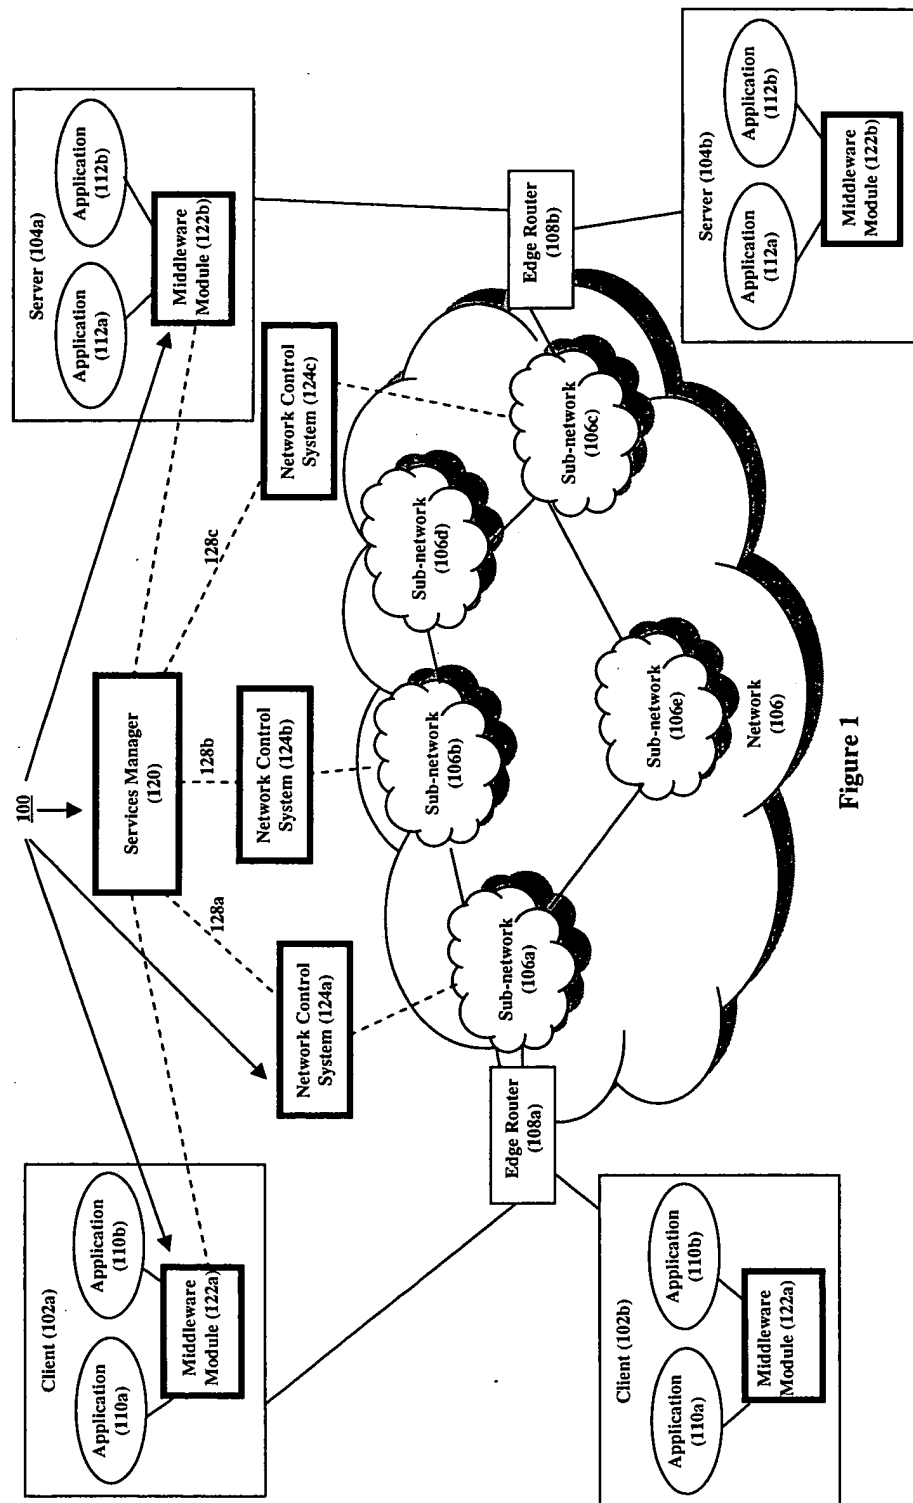 100
Client (102a)
Application
(110a)
Application
(110b)
Middleware
Module (122a)
Services Manager
(120)
Server (104a)
Application
(112a)
Application
(112b)
Middleware
Module (122b)
128a
128b
128c
Network Control
System (124a)
Network Control
System (124b)
Network Control
System (124c)
Sub-network
(106b)
Sub-network
(106d)
Sub-network
(106a)
Sub-network
(106c)
Edge Router
(108a)
Edge Router
(108b)
Sub-network
(106e)
Network
(106)
Client (102b)
Application
(110a)
Application
(110b)
Middleware
Module (122a)
Server (104b)
Application
(112a)
Application
(112b)
Middleware
Module (122b)
Figure 1